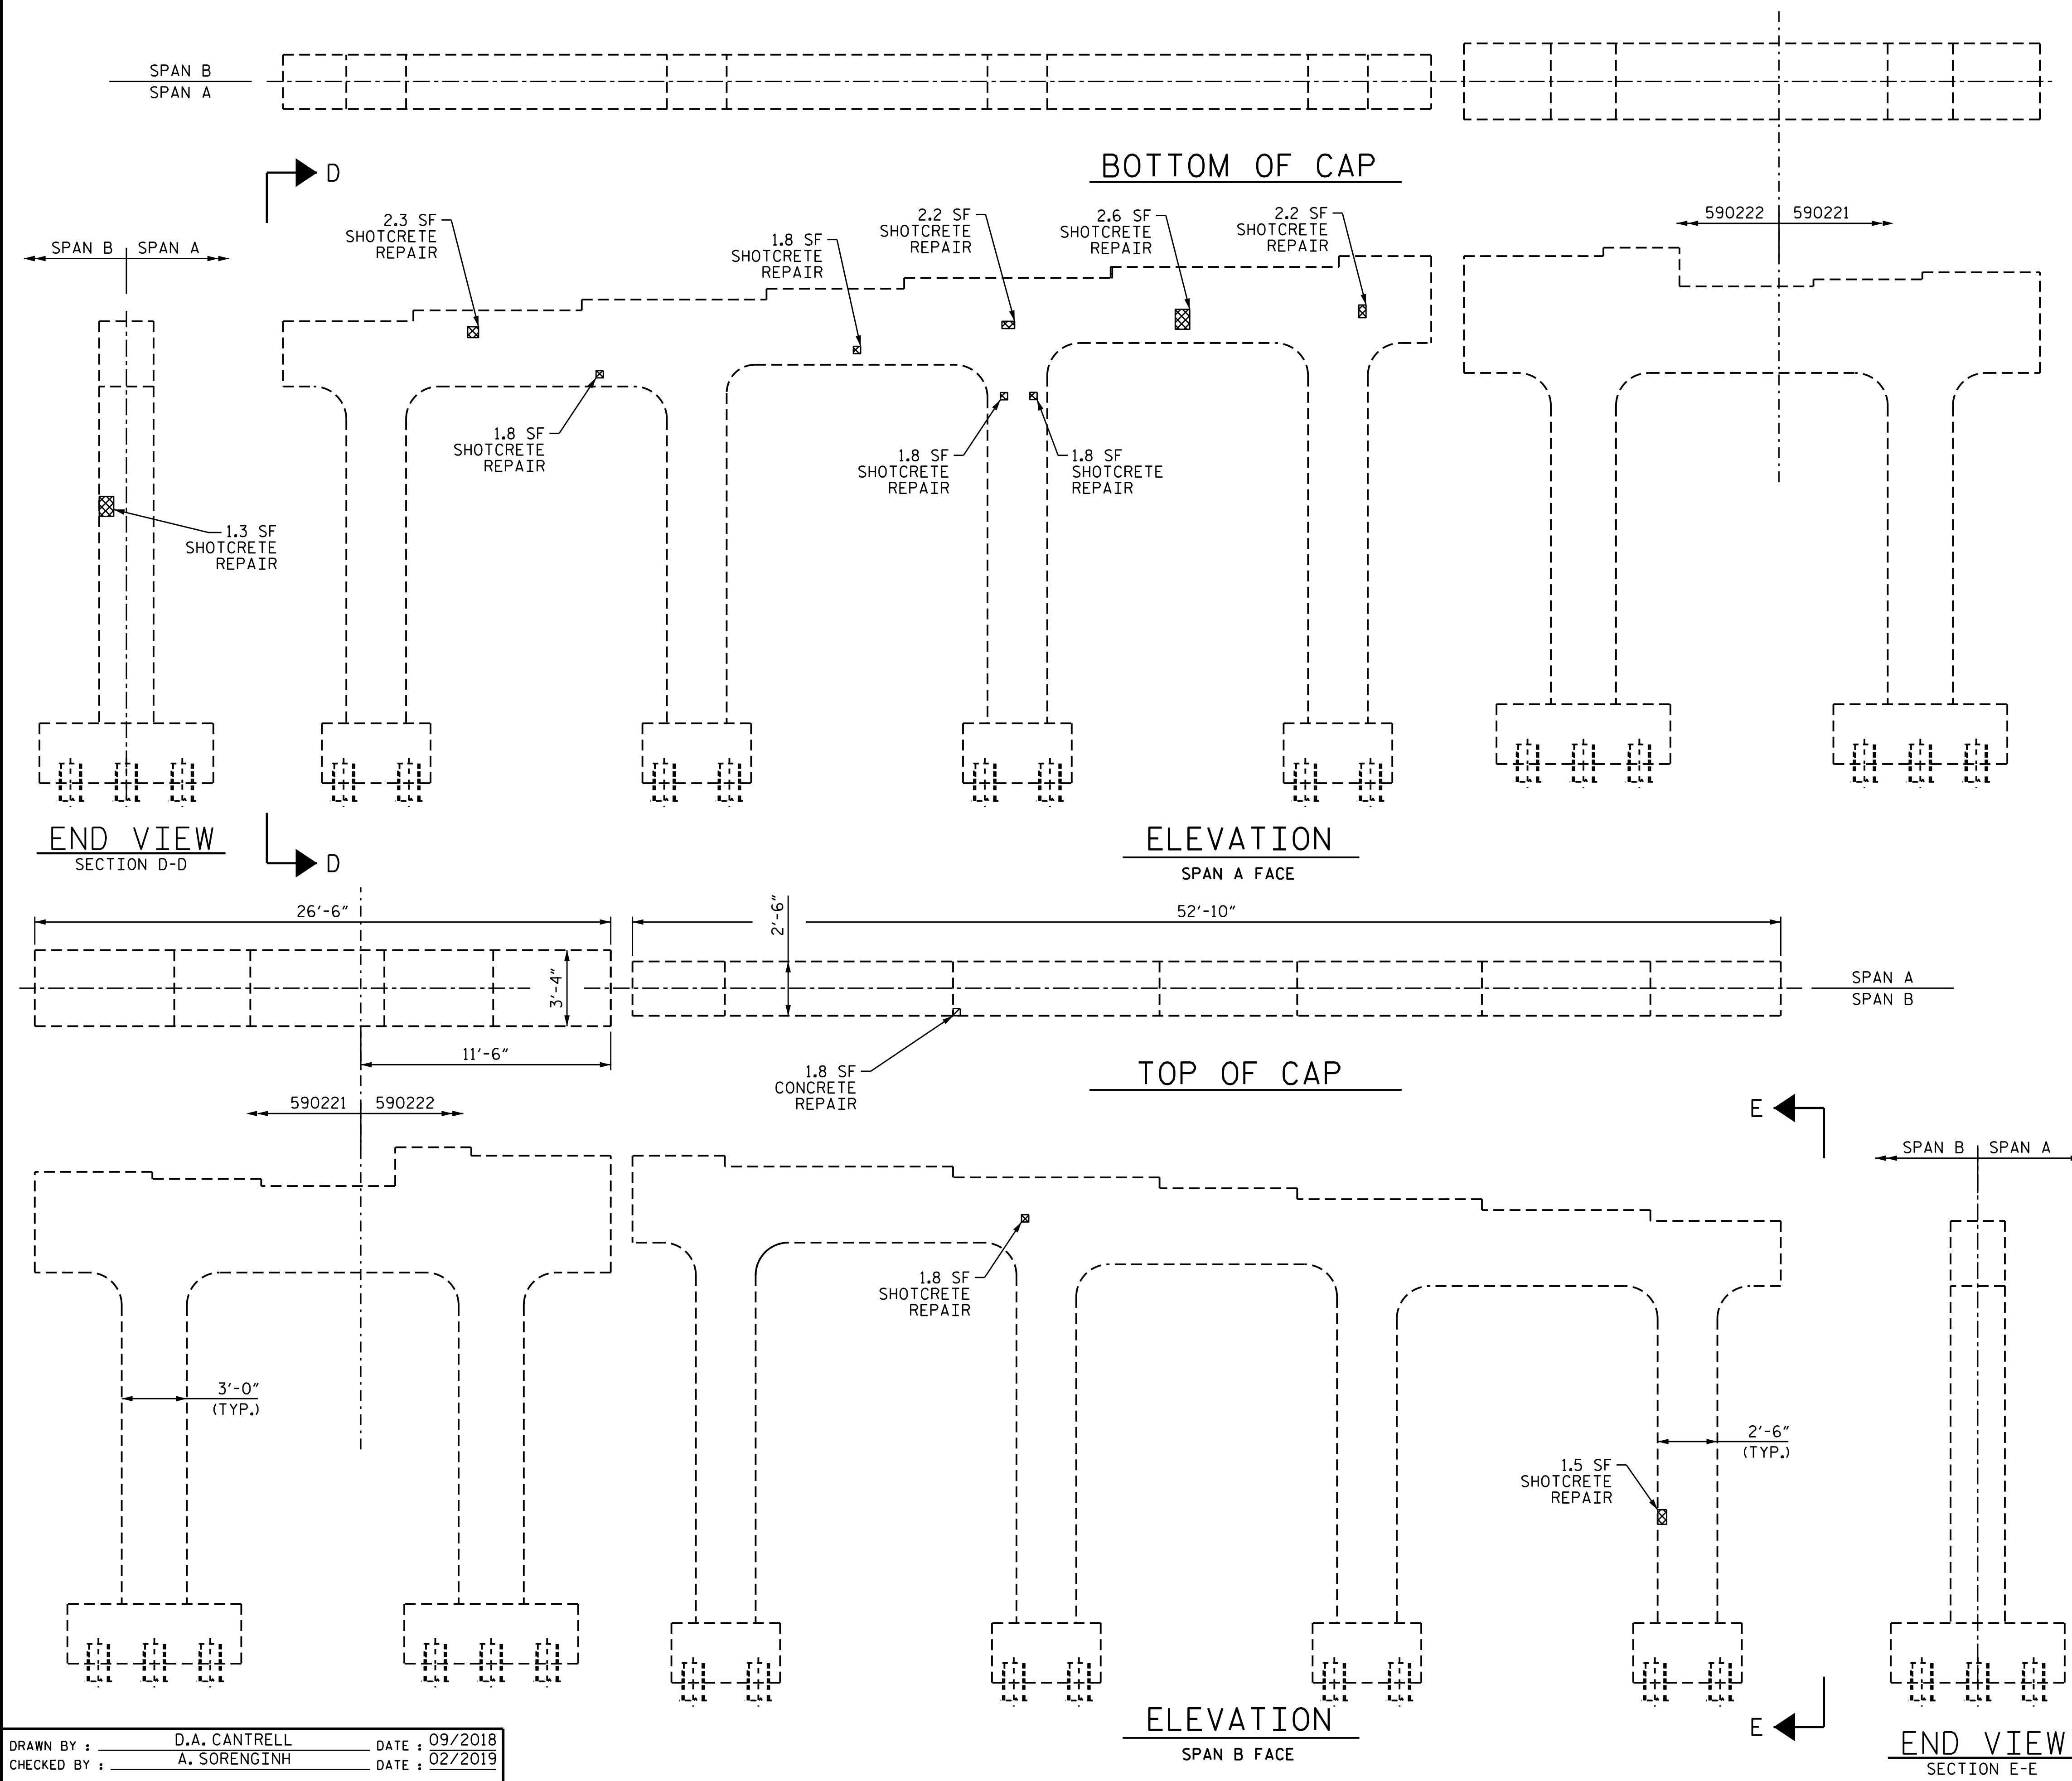 SPAN B
SPAN A
BOTTOM OF CAP
D
2.3 SF
SHOTCRETE
REPAIR
1.8 SF
SHOTCRETE
REPAIR
2.2 SF
SHOTCRETE
REPAIR
2.6 SF
SHOTCRETE
REPAIR
2.2 SF
SHOTCRETE
REPAIR
590222 590221
SPAN B SPAN A
1.8 SF
SHOTCRETE
REPAIR
1.8 SF
SHOTCRETE
REPAIR
1.8 SF
SHOTCRETE
REPAIR
1.3 SF
SHOTCRETE
REPAIR
END VIEW
SECTION D-D
D
ELEVATION
SPAN A FACE
26'-6"
2'-6"
52'-10"
3'-4"
SPAN A
SPAN B
11'-6"
1.8 SF
CONCRETE
REPAIR
TOP OF CAP
590221 590222
E
SPAN B SPAN A
1.8 SF
SHOTCRETE
REPAIR
3'-0"
(TYP.)
2'-6"
(TYP.)
1.5 SF
SHOTCRETE
REPAIR
ELEVATION
SPAN B FACE
E
END VIEW
SECTION E-E
DRAWN BY : D.A. CANTRELL DATE : 09/2018
CHECKED BY : A. SORENGINH DATE : 02/2019